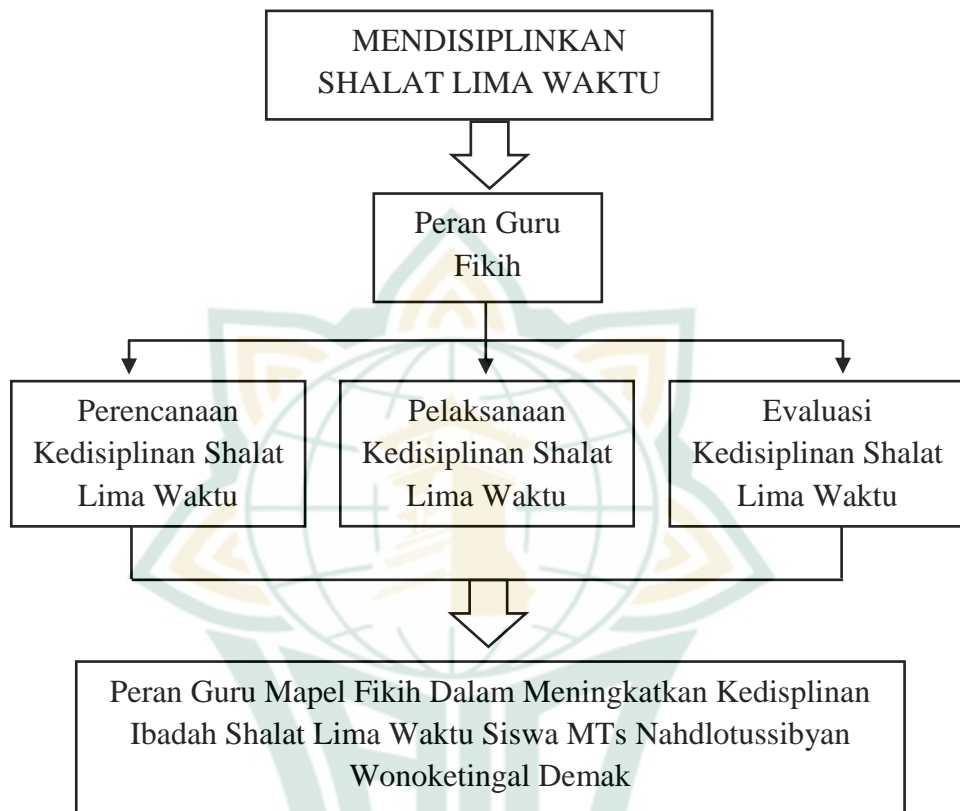 MENDISIPLINKAN
SHALAT LIMA WAKTU
Peran Guru
Fikih
Perencanaan
Kedisiplinan Shalat
Lima Waktu
Pelaksanaan
Kedisiplinan Shalat
Lima Waktu
Evaluasi
Kedisiplinan Shalat
Lima Waktu
Peran Guru Mapel Fikih Dalam Meningkatkan Kedisplinan
Ibadah Shalat Lima Waktu Siswa MTs Nahdlotussibyan
Wonoketingal Demak